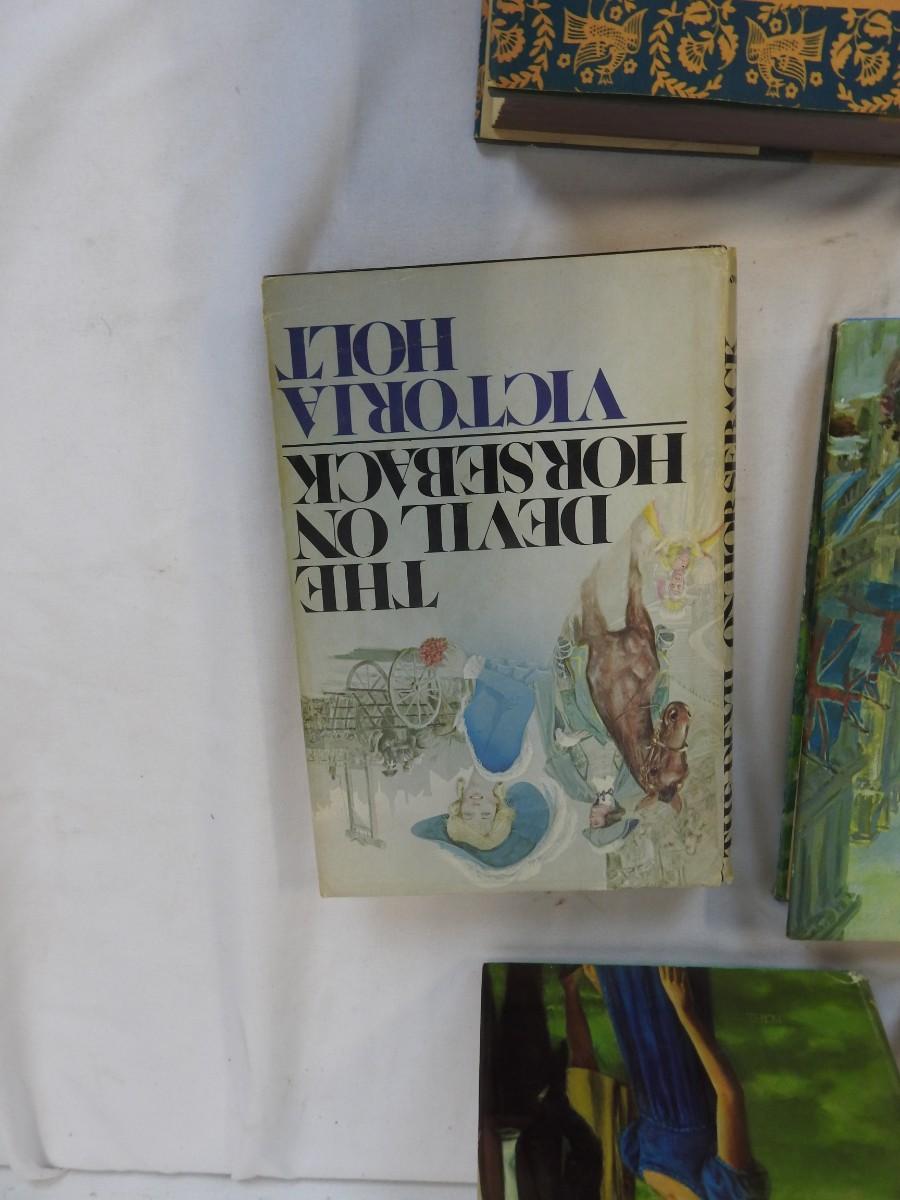 THE
DEVIL ON
HORSEBACK
VICTORIA
HOLT
THE DEVIL ON HORSEBACK